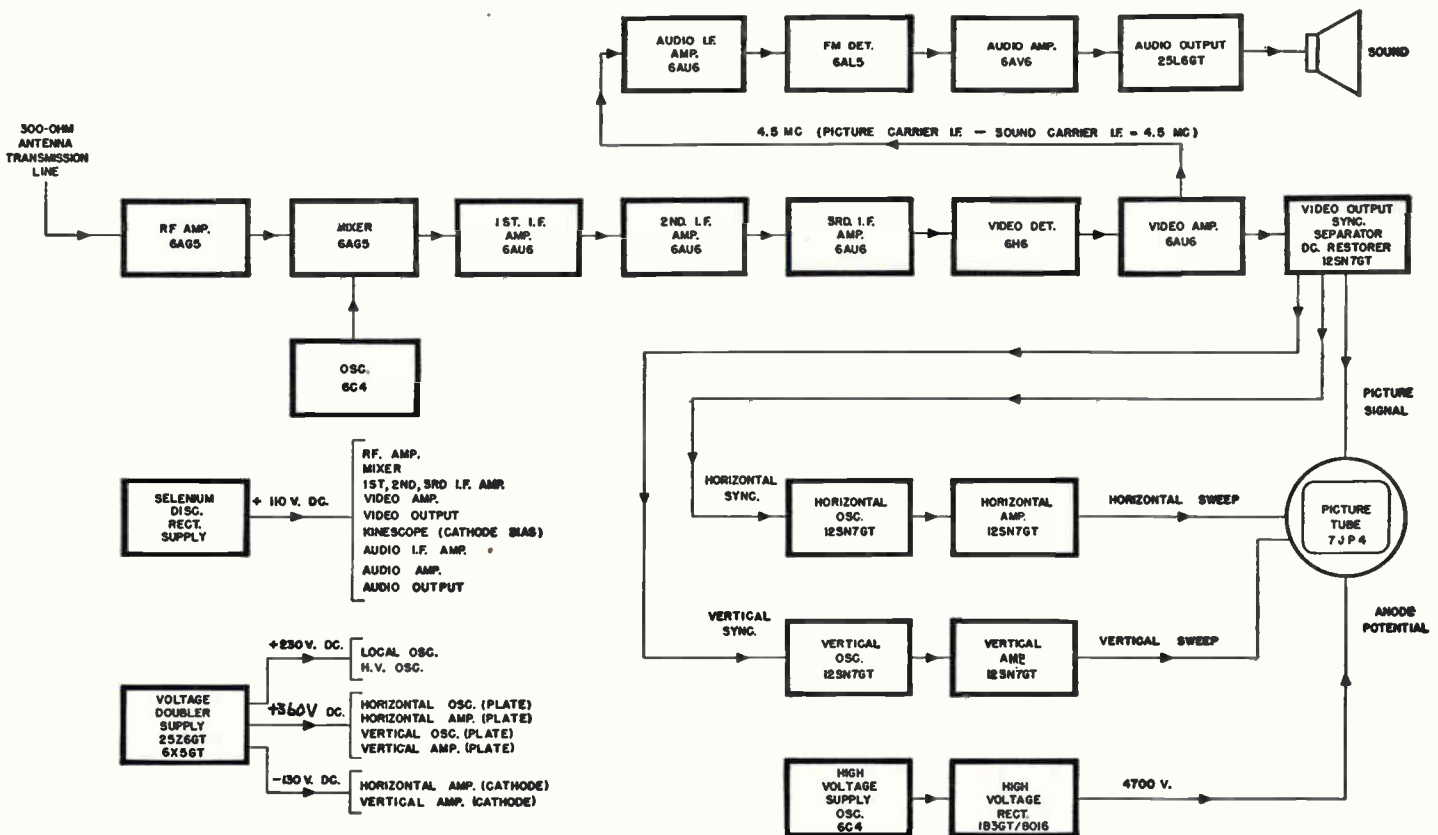 AUDIO I.F.
AMP.
6AU6
FM DET.
6AL5
AUDIO AMP.
6AV6
AUDIO OUTPUT
25L6GT
SOUND
300-OHM
ANTENNA
TRANSMISSION
LINE
4.5 MC (PICTURE CARRIER I.F. — SOUND CARRIER I.F. = 4.5 MC)
RF AMP.
6AG5
MIXER
6AG5
1ST. I.F.
AMP.
6AU6
2ND. I.F.
AMP.
6AU6
3RD. I.F.
AMP.
6AU6
VIDEO DET.
6H6
VIDEO AMP.
6AU6
VIDEO OUTPUT
SYNC.
SEPARATOR
DC. RESTORER
12SN7GT
OSC.
6C4
PICTURE
SIGNAL
SELENIUM
DISC.
RECT.
SUPPLY
+ 110 V. DC.
RF. AMP.
MIXER
1ST, 2ND, 3RD I.F. AMP.
VIDEO AMP.
VIDEO OUTPUT
KINESCOPE (CATHODE BIAS)
AUDIO I.F. AMP.
AUDIO AMP.
AUDIO OUTPUT
HORIZONTAL
SYNC.
HORIZONTAL
OSC.
12SN7GT
HORIZONTAL
AMP.
12SN7GT
HORIZONTAL SWEEP
PICTURE
TUBE
7JP4
VERTICAL
SYNC.
VERTICAL
OSC.
12SN7GT
VERTICAL
AMP.
12SN7GT
VERTICAL SWEEP
ANODE
POTENTIAL
VOLTAGE
DOUBLER
SUPPLY
25Z6GT
6X5GT
+230 V. DC.
LOCAL OSC.
H.V. OSC.
+360V DC.
HORIZONTAL OSC. (PLATE)
HORIZONTAL AMP. (PLATE)
VERTICAL OSC. (PLATE)
VERTICAL AMP. (PLATE)
-130 V. DC.
HORIZONTAL AMP. (CATHODE)
VERTICAL AMP. (CATHODE)
HIGH
VOLTAGE
SUPPLY
OSC.
6C4
HIGH
VOLTAGE
RECT.
1B3GT/8016
4700 V.